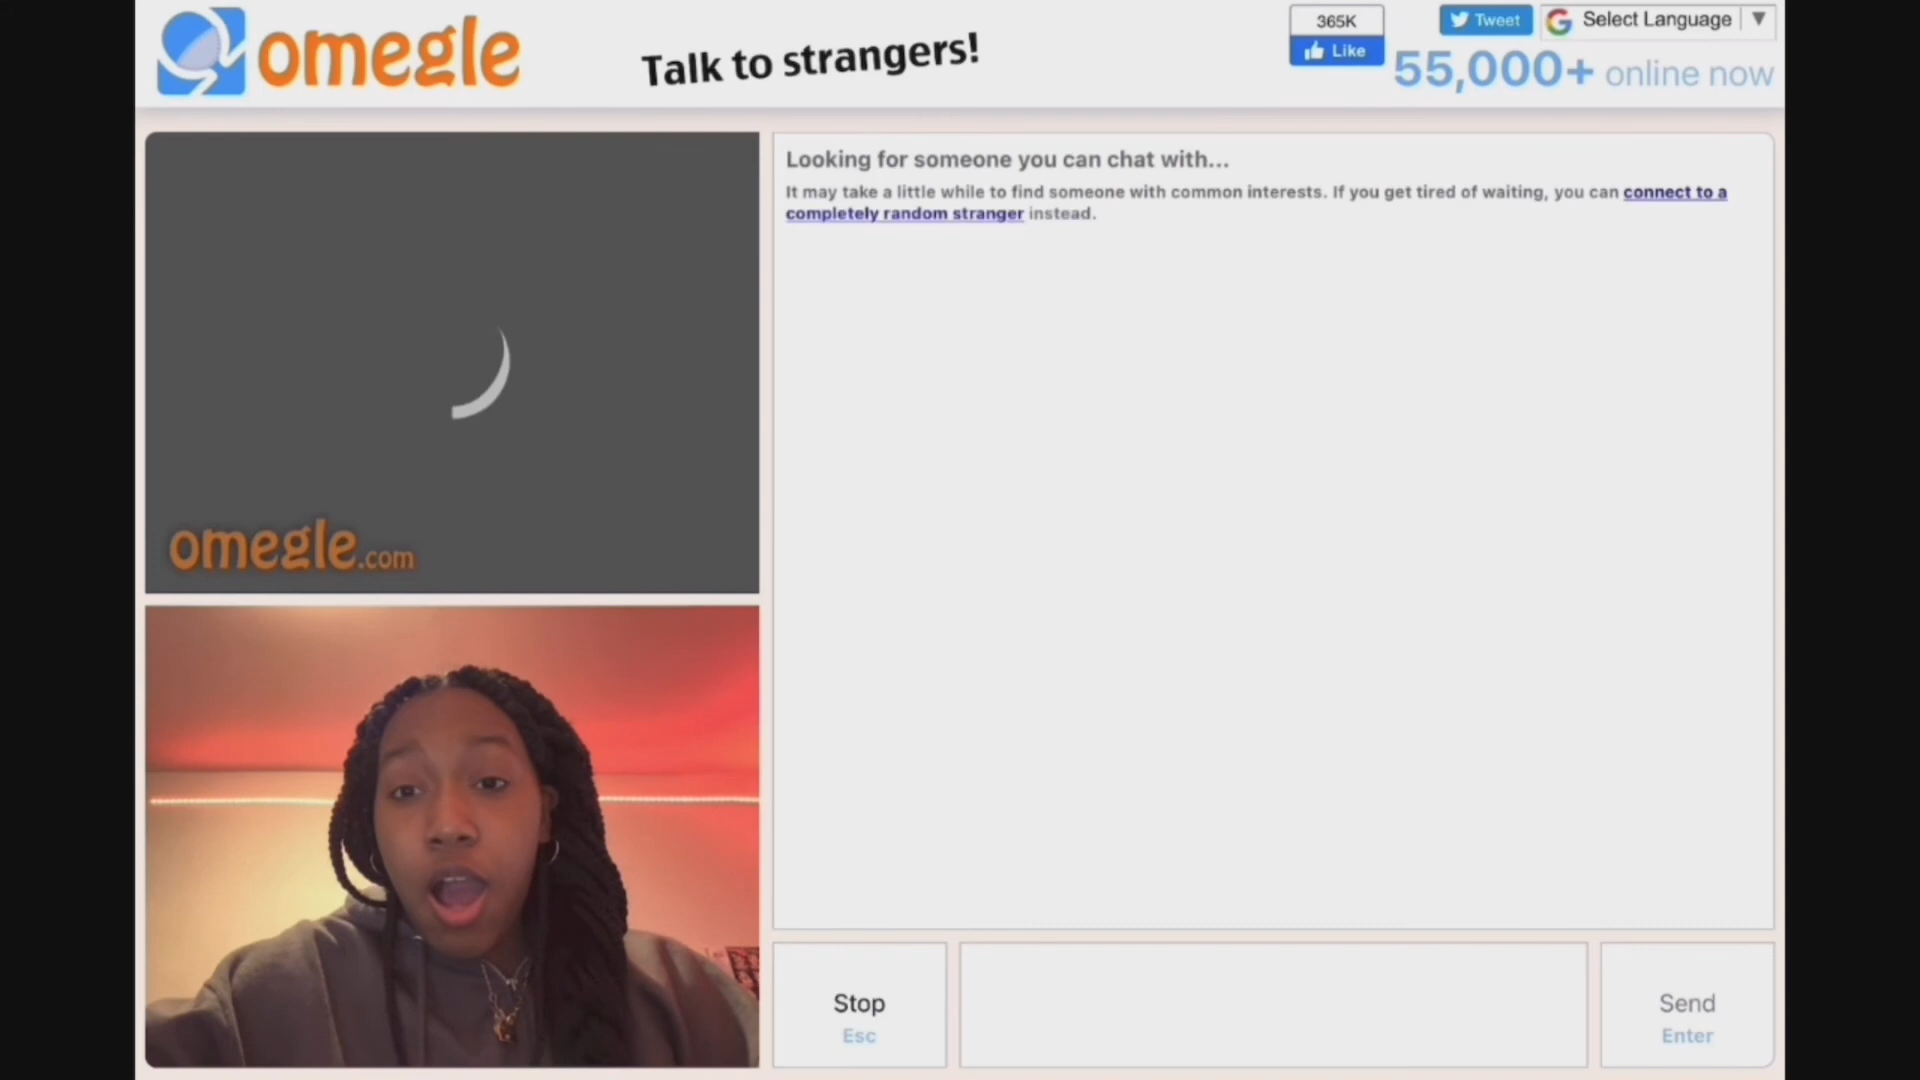 omegle
Talk to strangers!
365K
Like
Tweet
Select Language
55,000+ online now
Looking for someone you can chat with...
It may take a little while to find someone with common interests. If you get tired of waiting, you can connect to a
completely random stranger instead.
omegle.com
Stop
Esc
Send
Enter